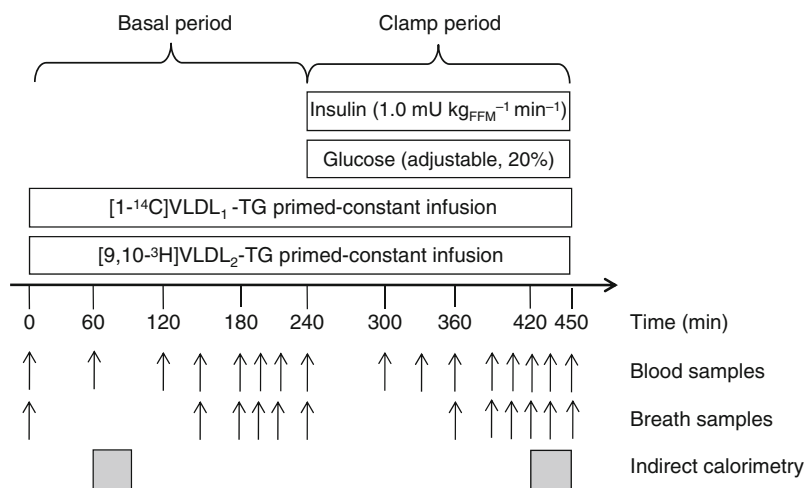 Basal period Clamp period
Insulin (1.0 mU kg_FFM⁻¹ min⁻¹)
Glucose (adjustable, 20%)
[1-¹⁴C]VLDL₁ -TG primed-constant infusion
[9,10-³H]VLDL₂-TG primed-constant infusion
0 60 120 180 240 300 360 420 450 Time (min)
Blood samples
Breath samples
Indirect calorimetry